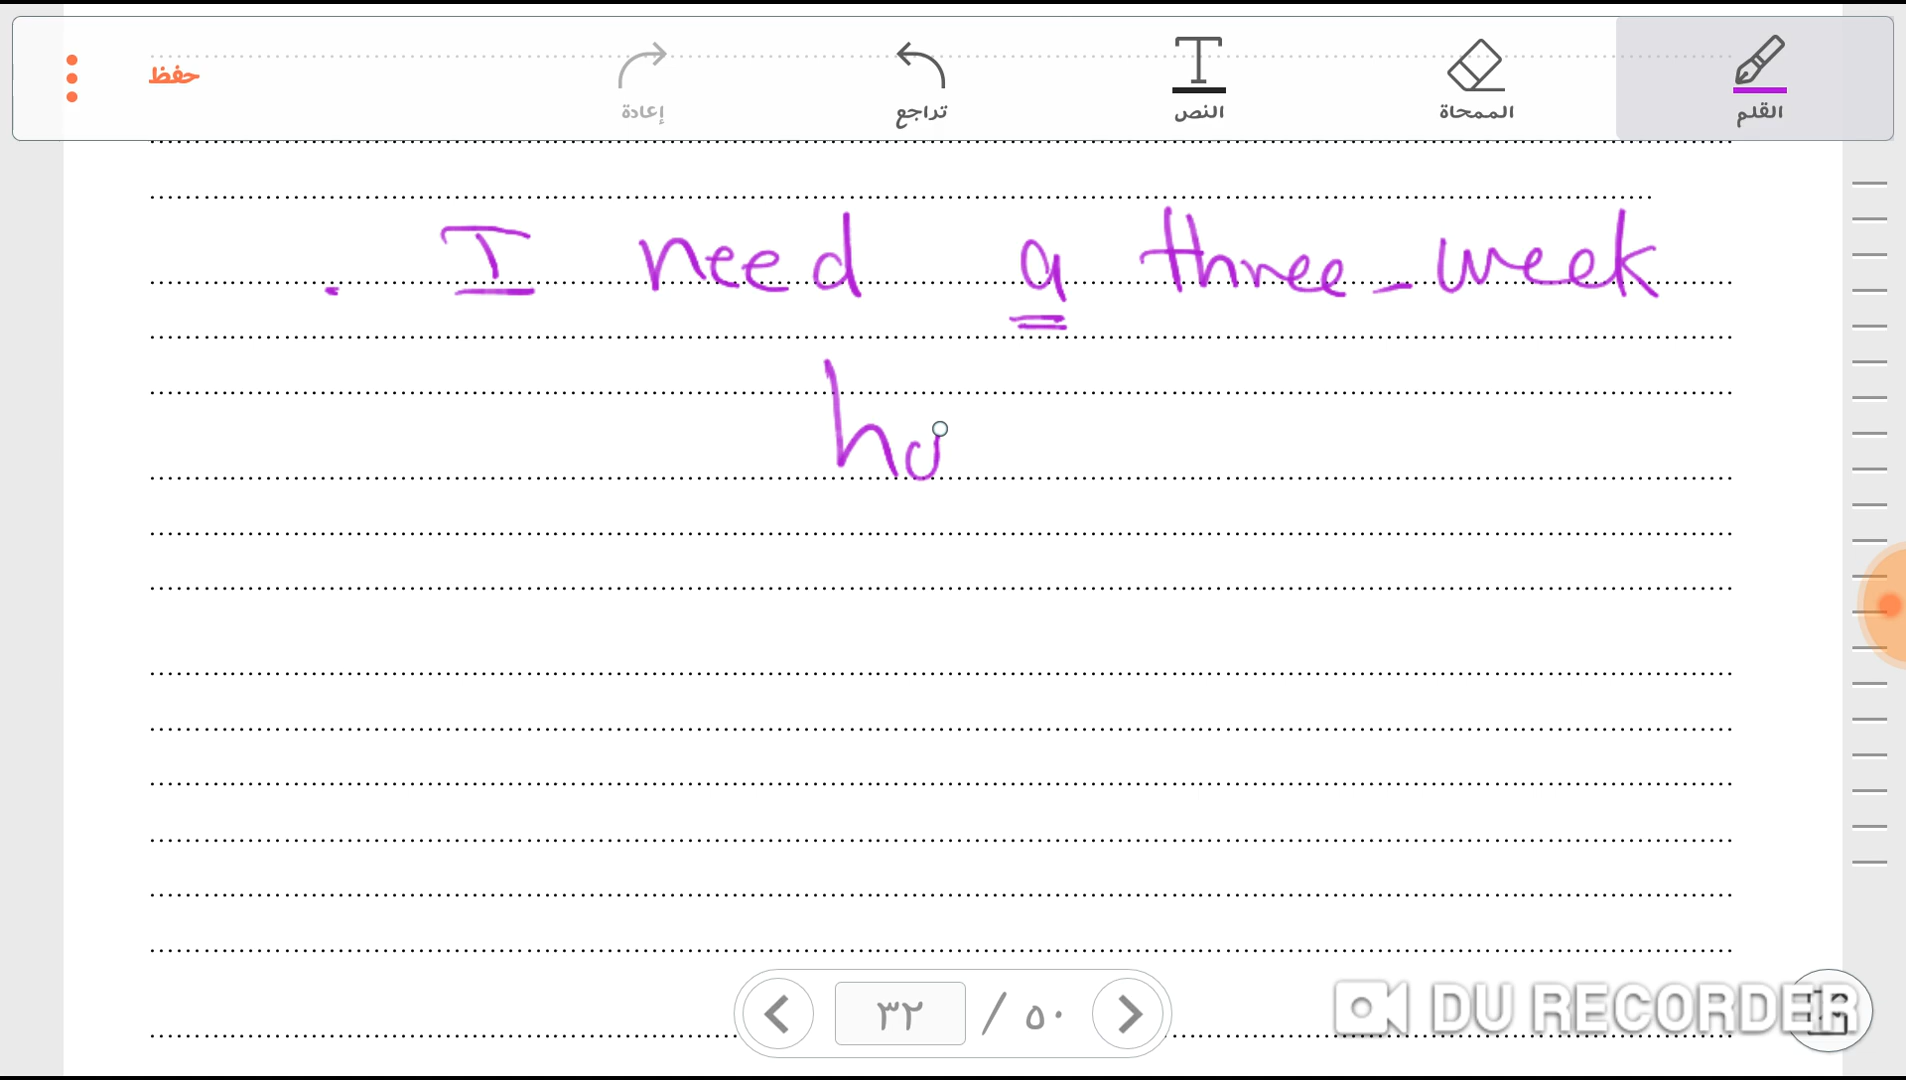 حفظ
إعادة
تراجع
النص
الممحاة
القلم
. I need a three-week
ho
٣٢ / ٥٠
DU RECORDER